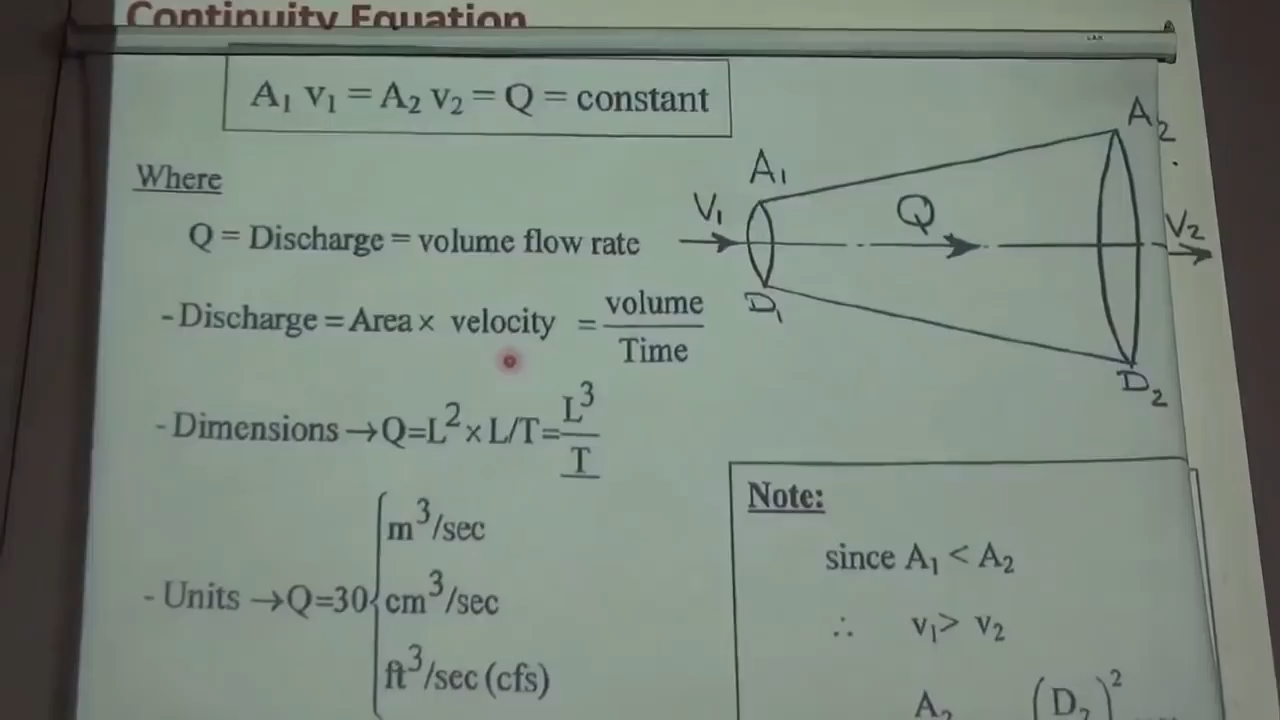 Continuity Equation
A₁ v₁ = A₂ v₂ = Q = constant
Where
Q = Discharge = volume flow rate
- Discharge = Area × velocity = volume / Time
- Dimensions → Q=L² × L/T= L³ / T
- Units → Q=30 { m³/sec
cm³/sec
ft³/sec (cfs)
A₁
A₂
V₁
Q
V₂
D₁
D₂
Note:
since A₁ < A₂
∴ v₁> v₂
A₂ (D₂)²